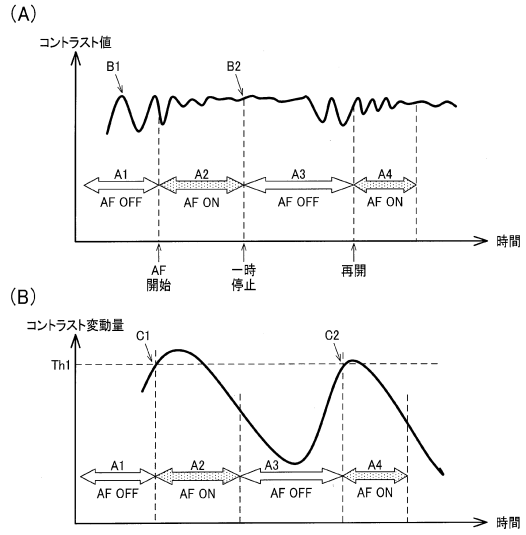 (A)
コントラスト値
B1
B2
A1
A2
A3
A4
AF OFF
AF ON
AF OFF
AF ON
時間
AF
開始
一時
停止
再開
(B)
コントラスト変動量
C1
C2
Th1
A1
A2
A3
A4
AF OFF
AF ON
AF OFF
AF ON
時間